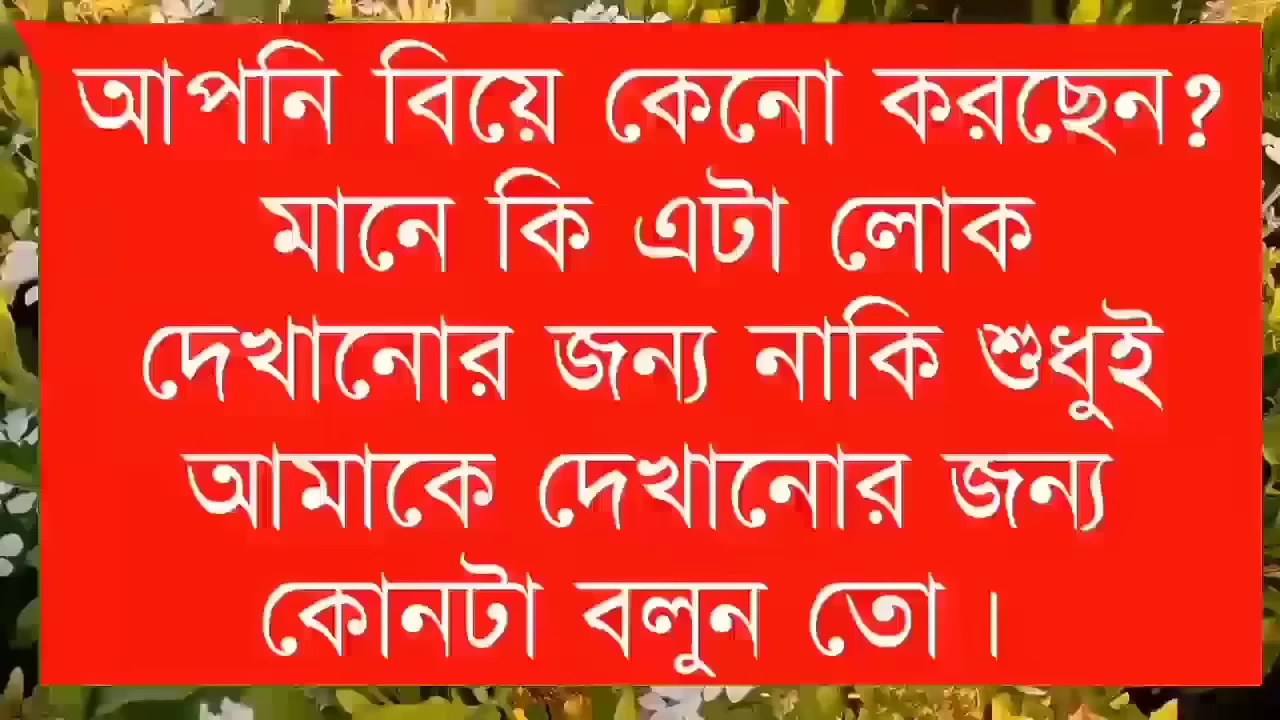 আপনি বিয়ে কেনো করছেন?
মানে কি এটা লোক
দেখানোর জন্য নাকি শুধুই
আমাকে দেখানোর জন্য
কোনটা বলুন তো ।